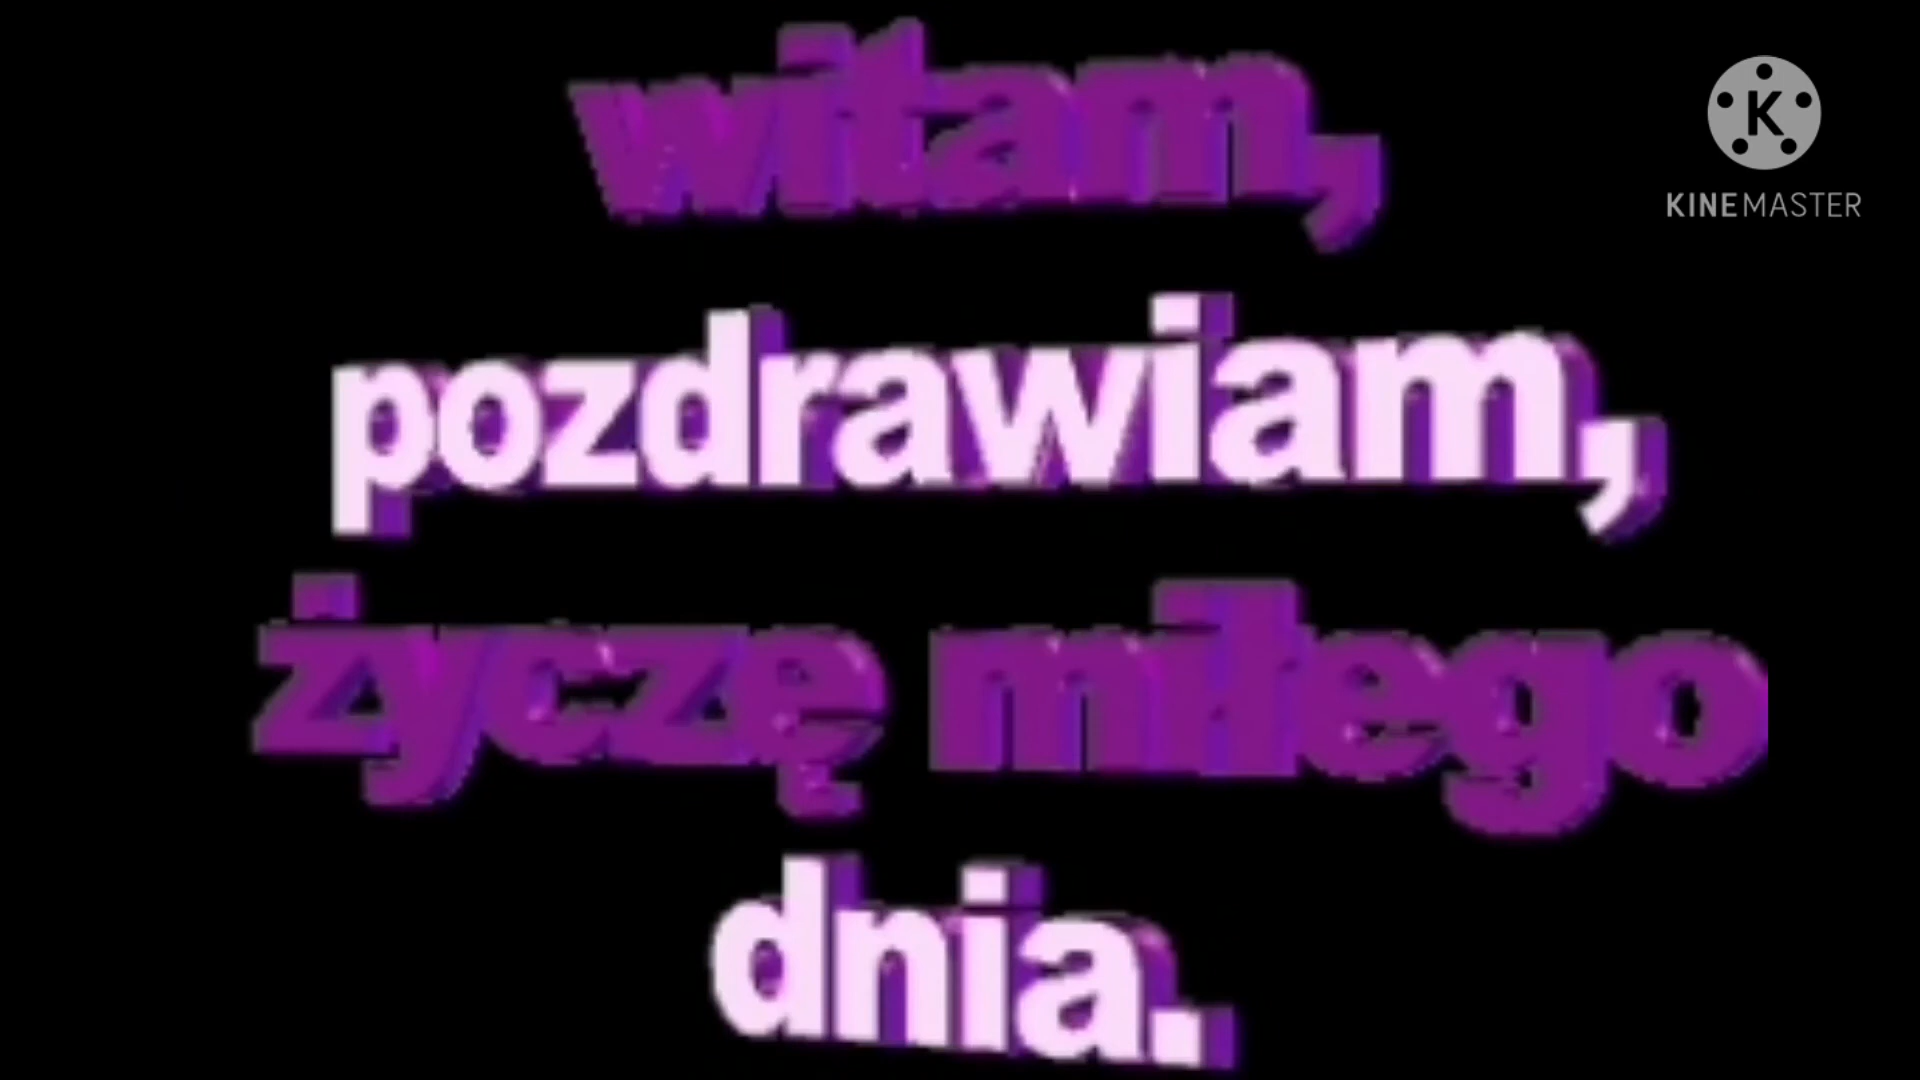 witam,
K
KINEMASTER
pozdrawiam,
życzę miłego
dnia.